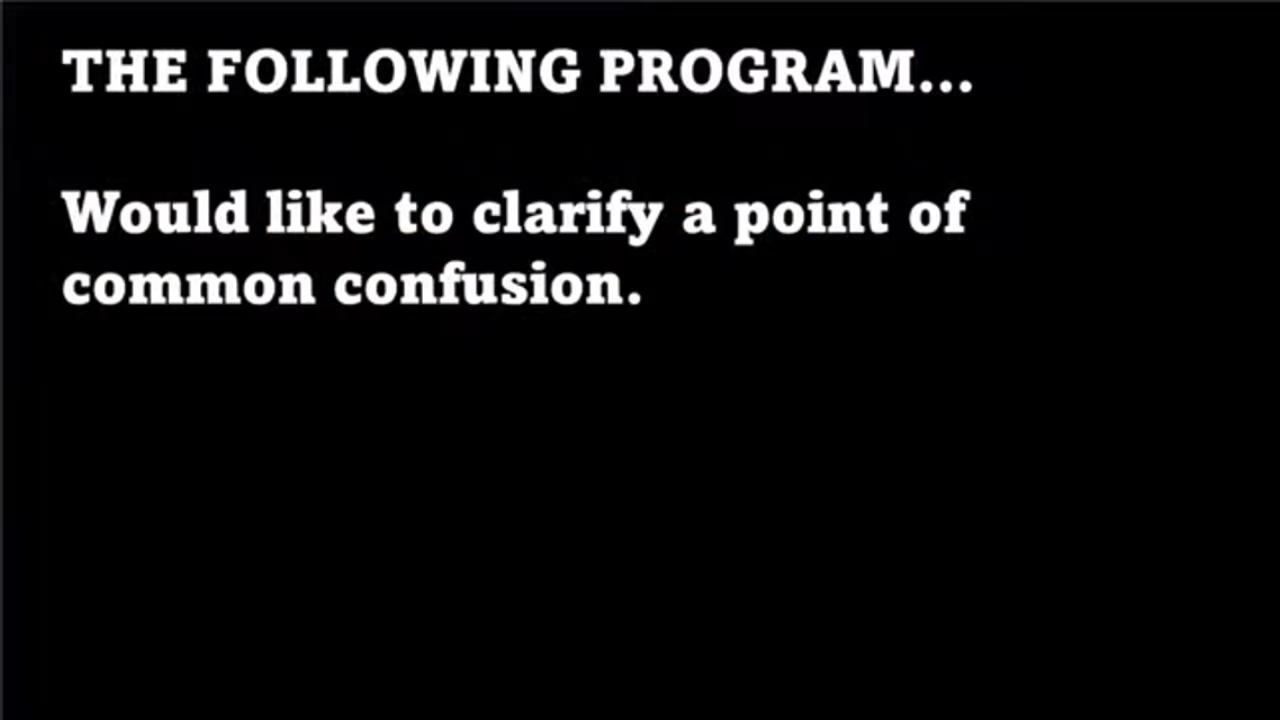 THE FOLLOWING PROGRAM...
Would like to clarify a point of
common confusion.